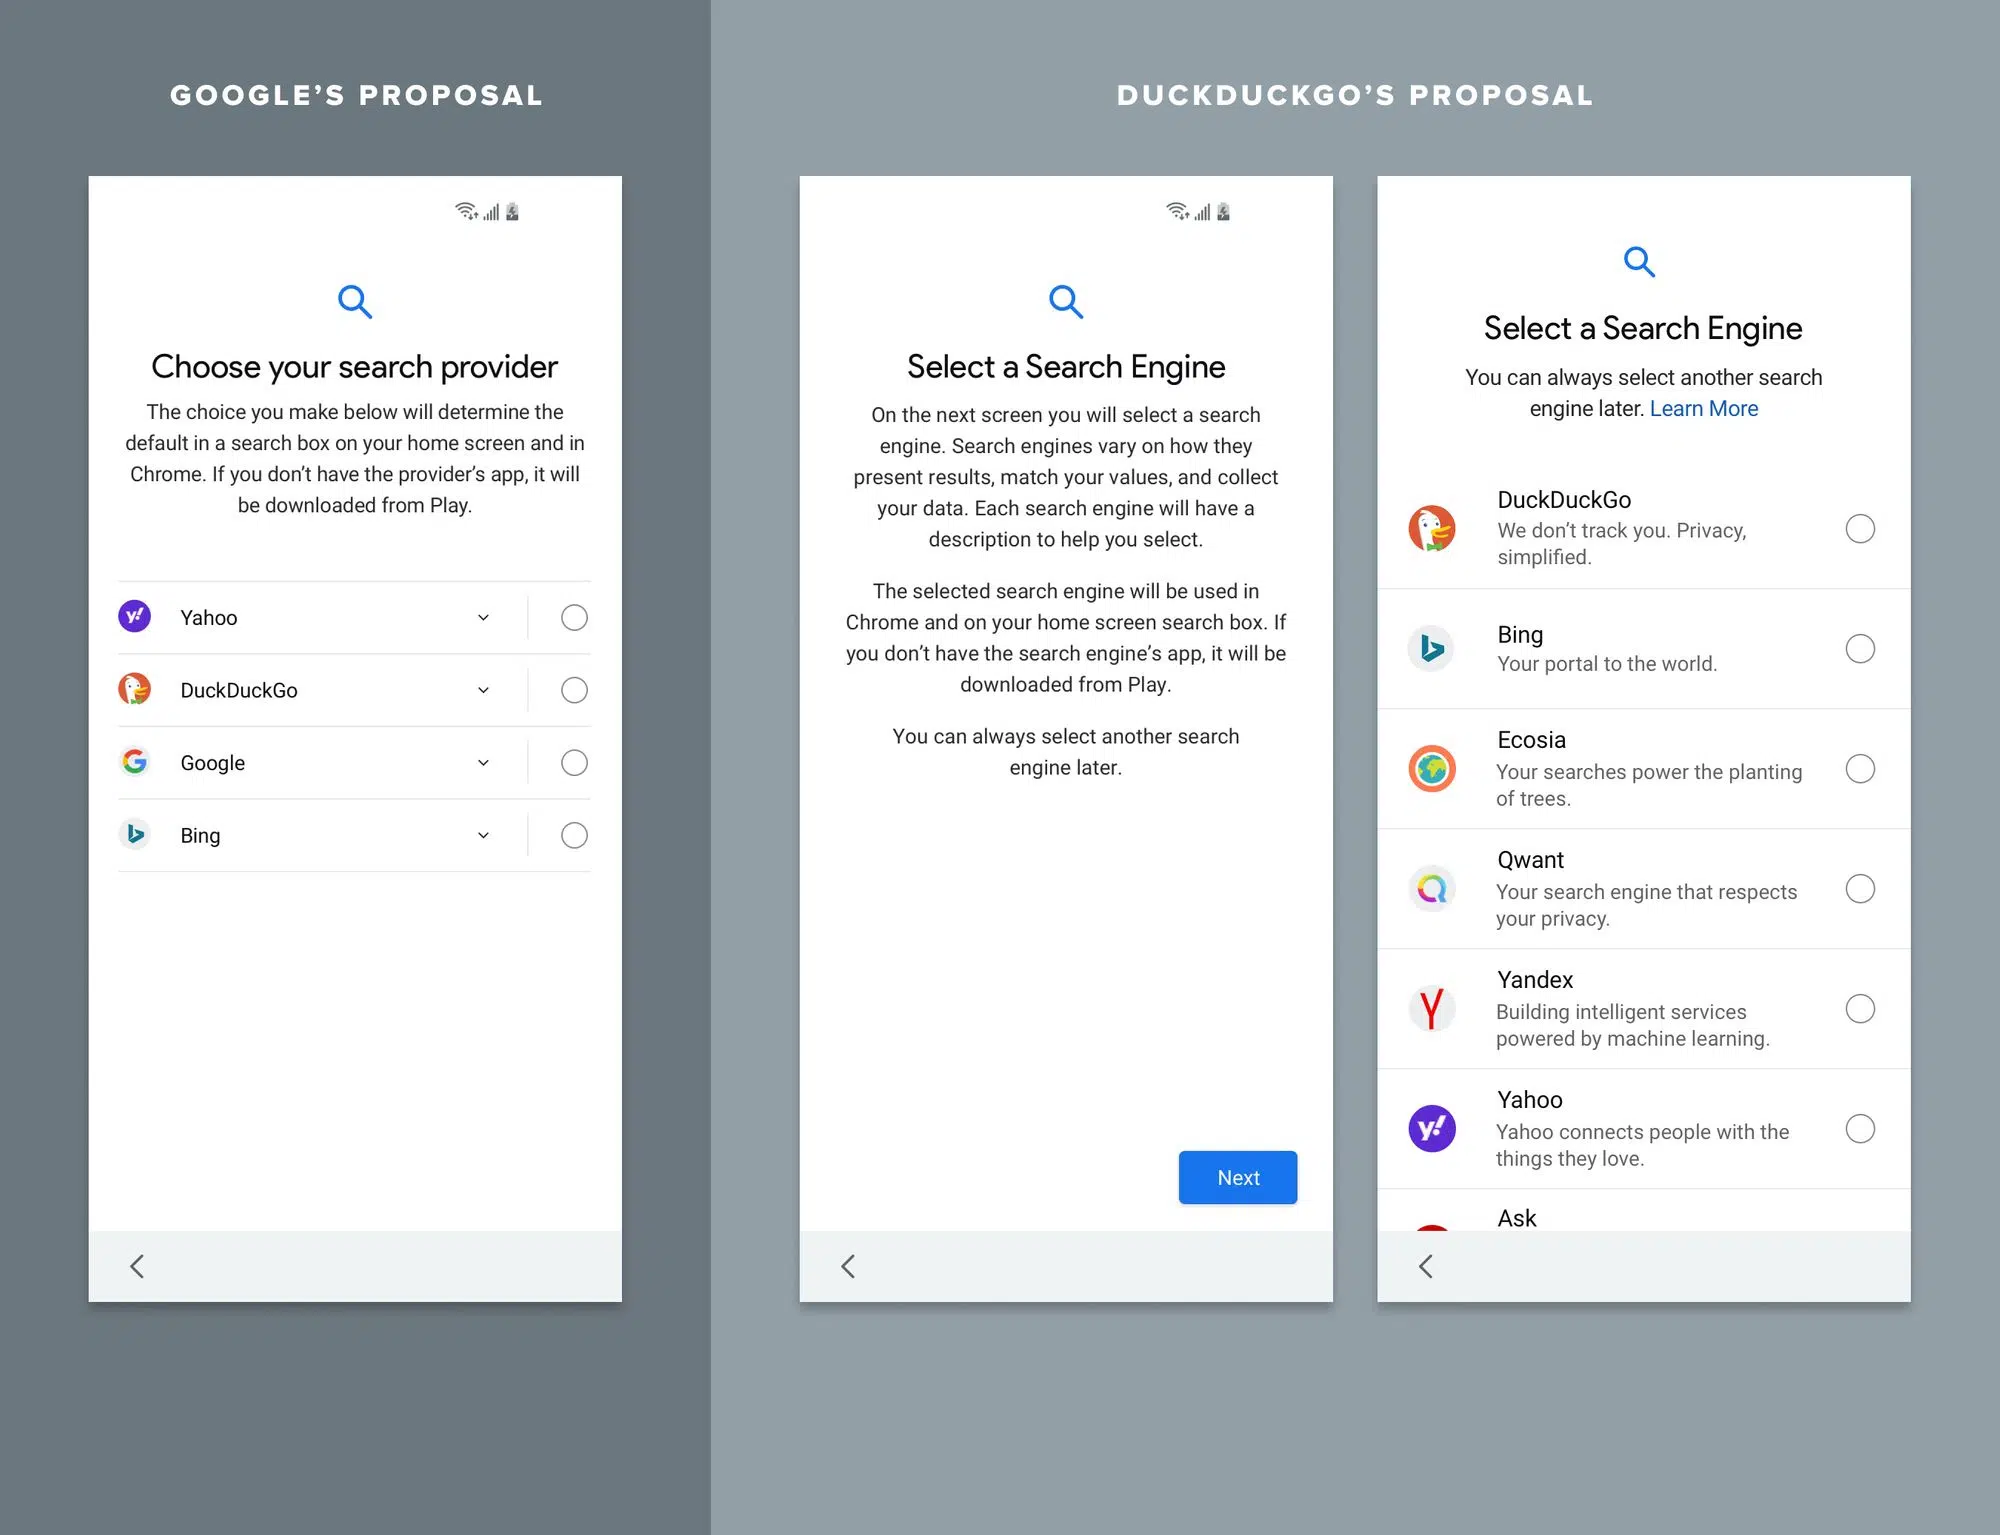 GOOGLE’S PROPOSAL
Choose your search provider
The choice you make below will determine the
default in a search box on your home screen and in
Chrome. If you don’t have the provider’s app, it will
be downloaded from Play.
Yahoo
DuckDuckGo
Google
Bing
DUCKDUCKGO’S PROPOSAL
Select a Search Engine
On the next screen you will select a search
engine. Search engines vary on how they
present results, match your values, and collect
your data. Each search engine will have a
description to help you select.
The selected search engine will be used in
Chrome and on your home screen search box. If
you don’t have the search engine’s app, it will be
downloaded from Play.
You can always select another search
engine later.
Next
Select a Search Engine
You can always select another search
engine later. Learn More
DuckDuckGo
We don’t track you. Privacy,
simplified.
Bing
Your portal to the world.
Ecosia
Your searches power the planting
of trees.
Qwant
Your search engine that respects
your privacy.
Yandex
Building intelligent services
powered by machine learning.
Yahoo
Yahoo connects people with the
things they love.
Ask